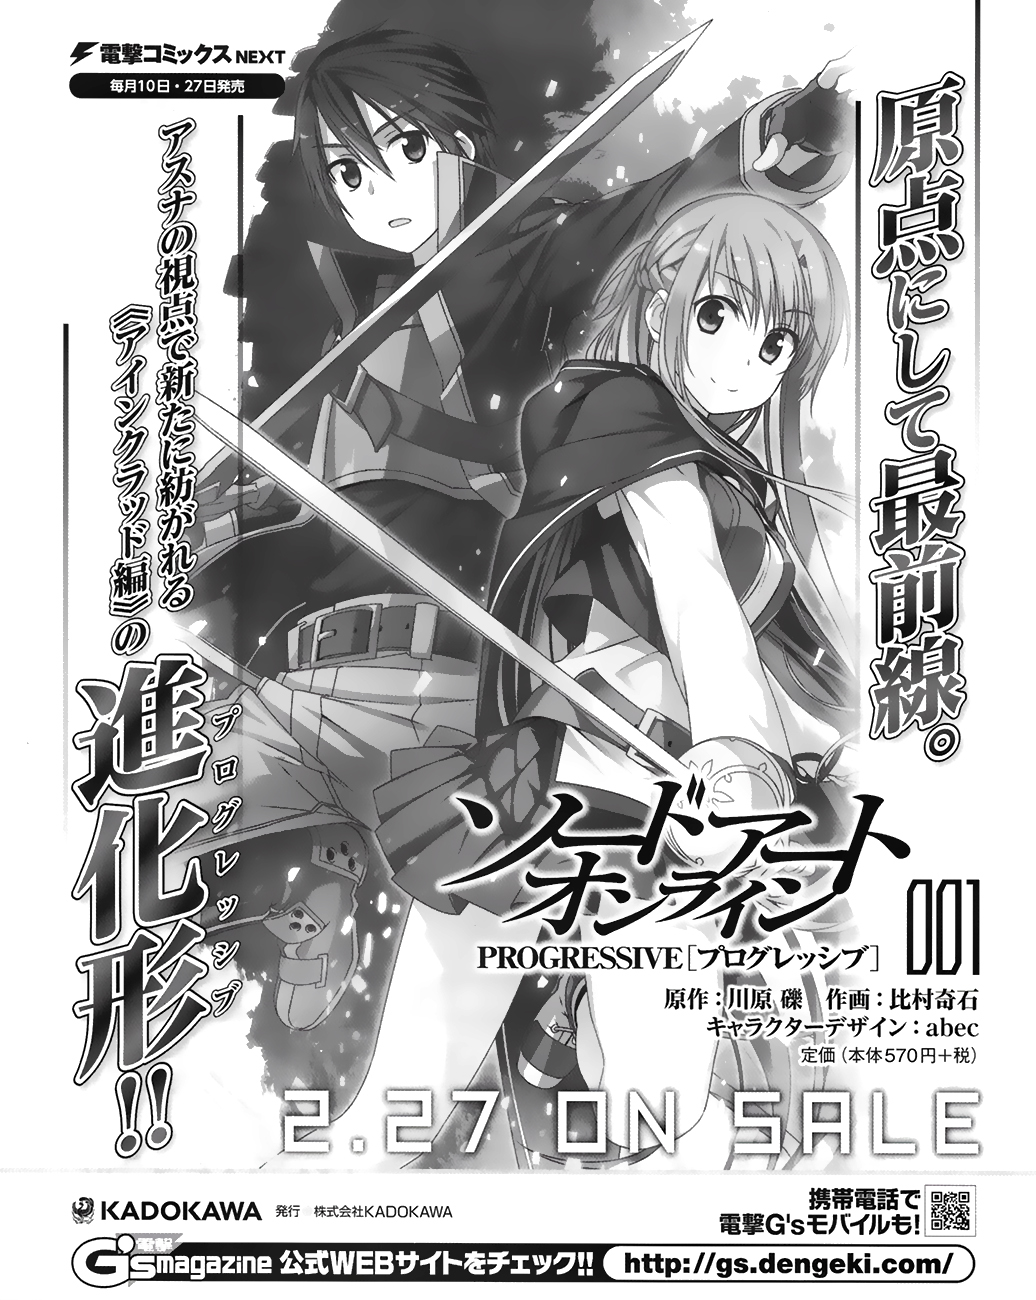 電撃コミックス NEXT
毎月10日・27日発売
原点にして最前線。
アスナの視点で新たに紡がれる
《アインクラッド編》の
進化形!!
プログレッシブ
ソードアート
オンライン
001
PROGRESSIVE［プログレッシブ］
原作：川原 礫　作画：比村奇石
キャラクターデザイン：abec
定価（本体570円＋税）
2.27 ON SALE
KADOKAWA 発行　株式会社KADOKAWA
携帯電話で
電撃G'sモバイルも!
電撃
G's magazine 公式WEBサイトをチェック!! http://gs.dengeki.com/